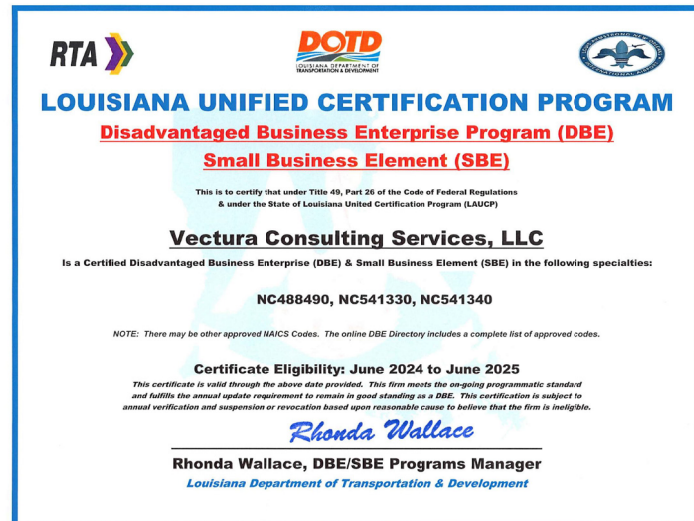 RTA
DOTD
LOUISIANA DEPARTMENT OF
TRANSPORTATION & DEVELOPMENT
LOUISIANA UNIFIED CERTIFICATION PROGRAM
Disadvantaged Business Enterprise Program (DBE)
Small Business Element (SBE)
This is to certify that under Title 49, Part 26 of the Code of Federal Regulations
& under the State of Louisiana United Certification Program (LAUCP)
Vectura Consulting Services, LLC
Is a Certified Disadvantaged Business Enterprise (DBE) & Small Business Element (SBE) in the following specialties:
NC488490, NC541330, NC541340
NOTE: There may be other approved NAICS Codes. The online DBE Directory includes a complete list of approved codes.
Certificate Eligibility: June 2024 to June 2025
This certificate is valid through the above date provided. This firm meets the on-going programmatic standard
and fulfills the annual update requirement to remain in good standing as a DBE. This certification is subject to
annual verification and suspension or revocation based upon reasonable cause to believe that the firm is ineligible.
Rhonda Wallace
Rhonda Wallace, DBE/SBE Programs Manager
Louisiana Department of Transportation & Development